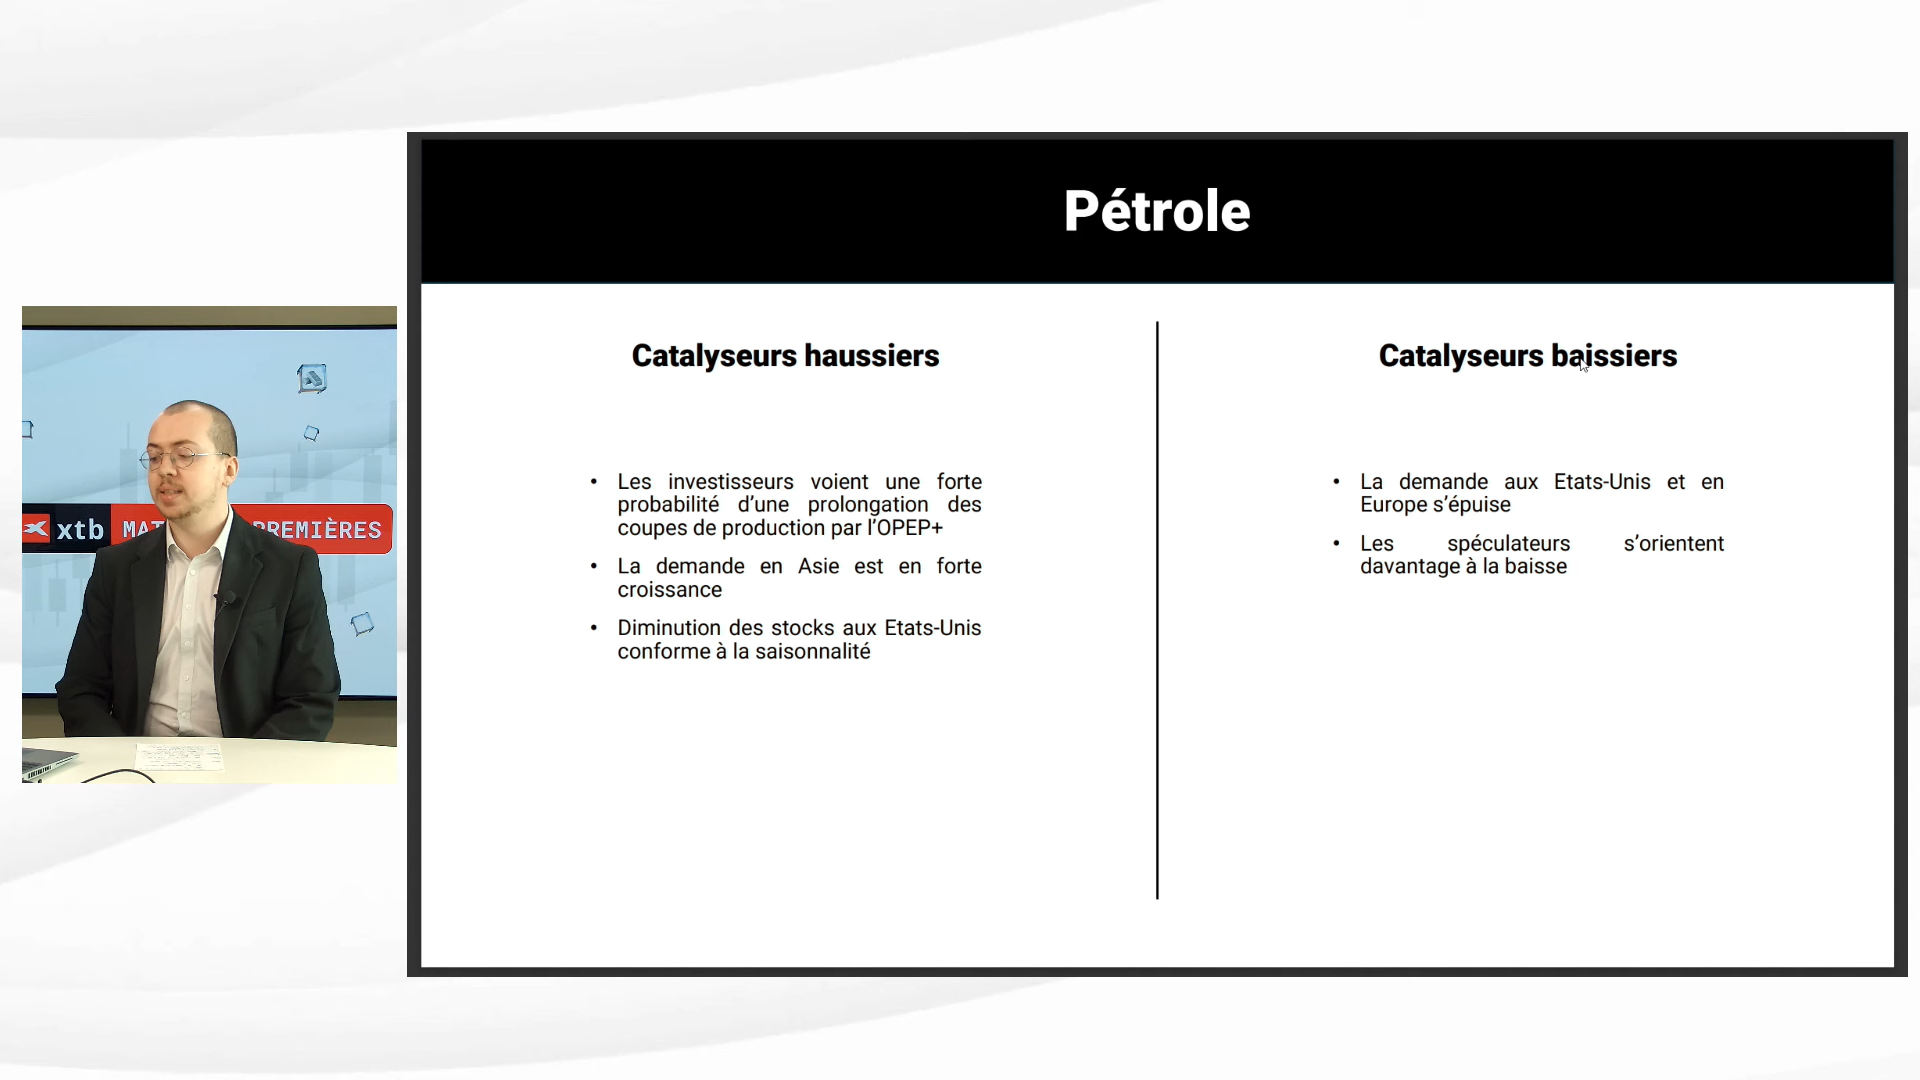 Pétrole
Catalyseurs haussiers
• Les investisseurs voient une forte
probabilité d’une prolongation des
coupes de production par l’OPEP+
• La demande en Asie est en forte
croissance
• Diminution des stocks aux Etats-Unis
conforme à la saisonnalité
Catalyseurs baissiers
• La demande aux Etats-Unis et en
Europe s’épuise
• Les spéculateurs s’orientent
davantage à la baisse
xtb MAT PREMIÈRES